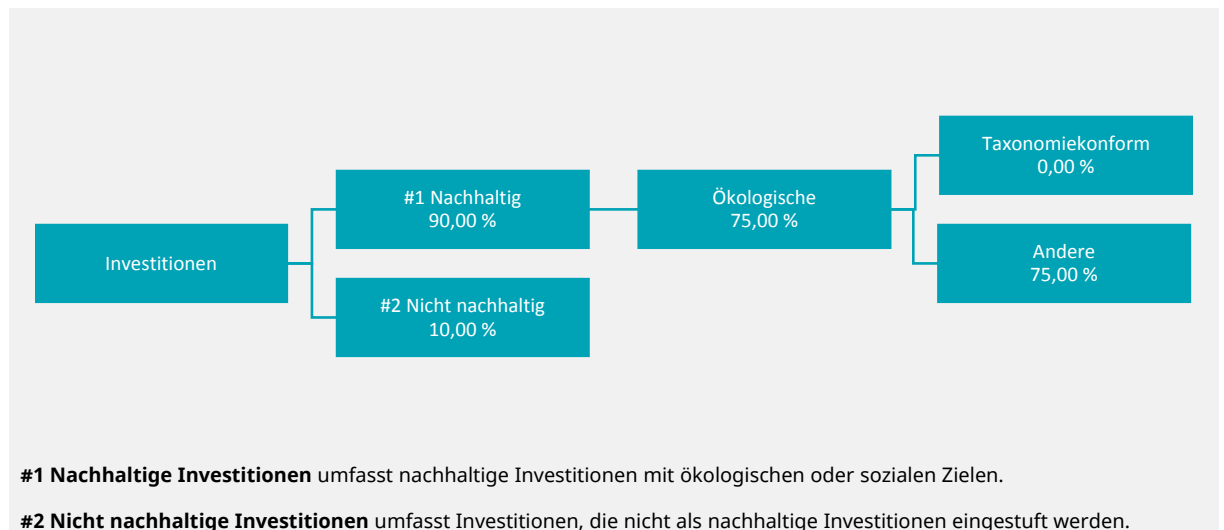 Investitionen
#1 Nachhaltig
90,00 %
#2 Nicht nachhaltig
10,00 %
Ökologische
75,00 %
Taxonomiekonform
0,00 %
Andere
75,00 %
#1 Nachhaltige Investitionen umfasst nachhaltige Investitionen mit ökologischen oder sozialen Zielen.
#2 Nicht nachhaltige Investitionen umfasst Investitionen, die nicht als nachhaltige Investitionen eingestuft werden.